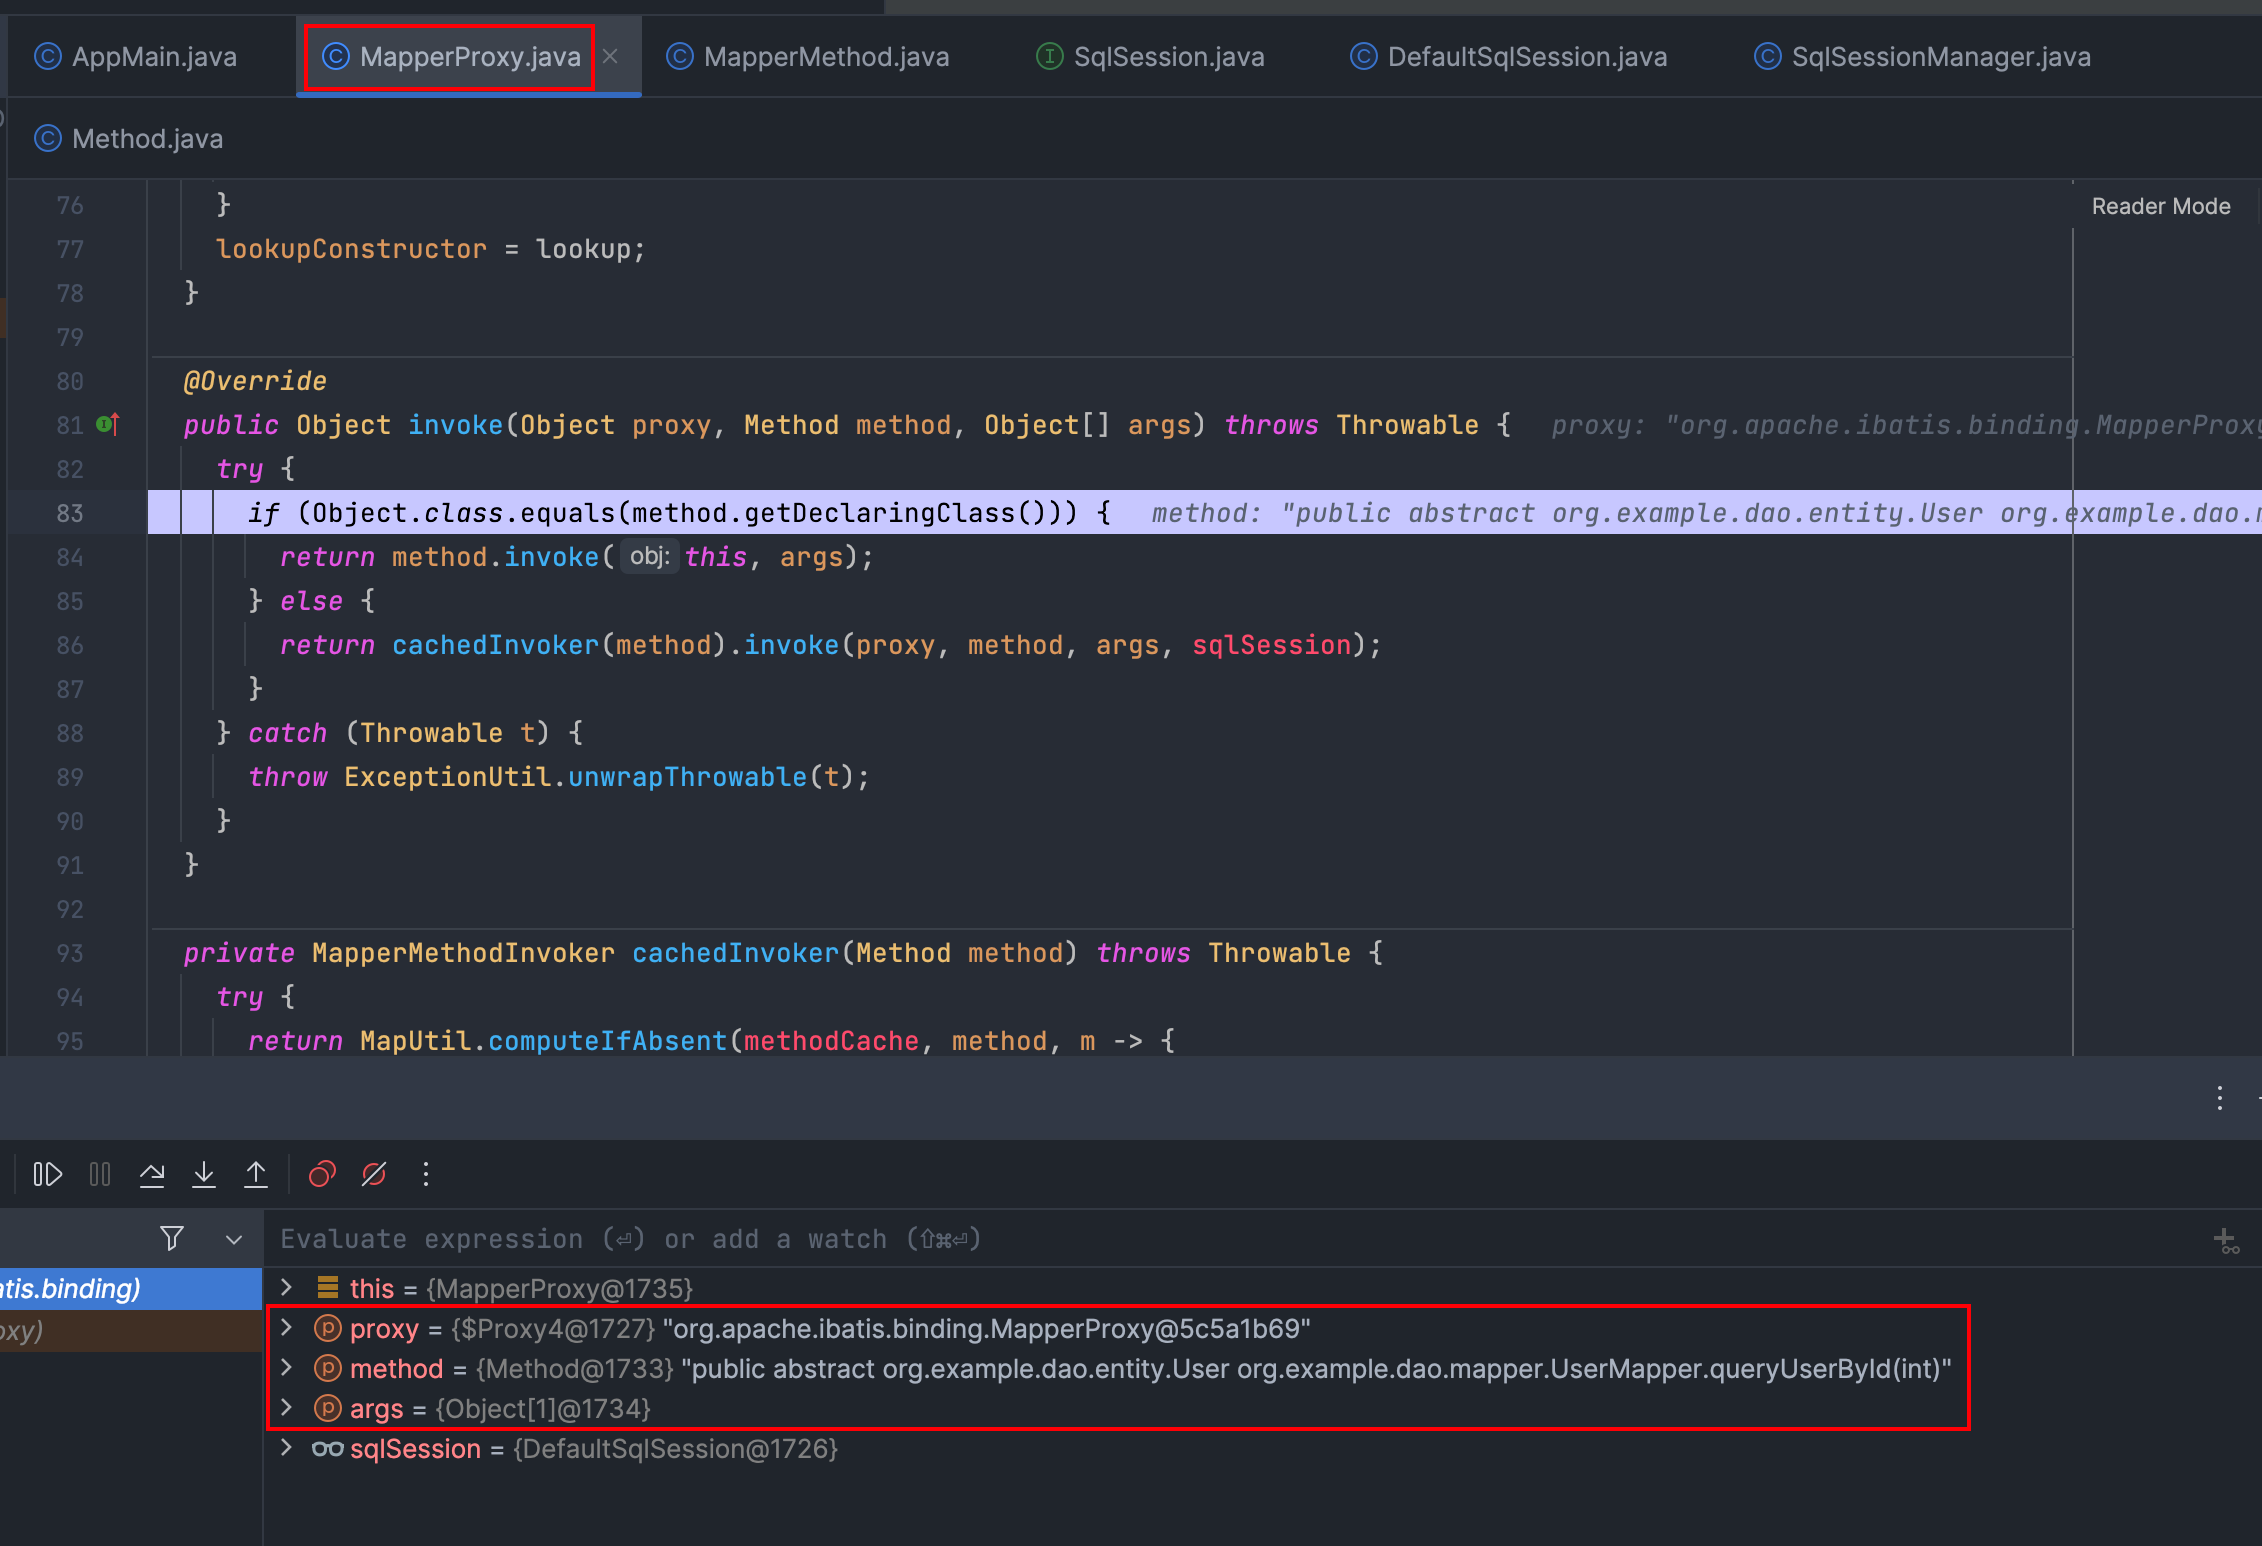 AppMain.java
MapperProxy.java
MapperMethod.java
SqlSession.java
DefaultSqlSession.java
SqlSessionManager.java
Method.java
Reader Mode
76 }
77 lookupConstructor = lookup;
78 }
79
80 @Override
81 public Object invoke(Object proxy, Method method, Object[] args) throws Throwable { proxy: "org.apache.ibatis.binding.MapperProxy
82 try {
83 if (Object.class.equals(method.getDeclaringClass())) { method: "public abstract org.example.dao.entity.User org.example.dao.m
84 return method.invoke( obj: this, args);
85 } else {
86 return cachedInvoker(method).invoke(proxy, method, args, sqlSession);
87 }
88 } catch (Throwable t) {
89 throw ExceptionUtil.unwrapThrowable(t);
90 }
91 }
92
93 private MapperMethodInvoker cachedInvoker(Method method) throws Throwable {
94 try {
95 return MapUtil.computeIfAbsent(methodCache, method, m -> {
Evaluate expression (⏎) or add a watch (⇧⌘⏎)
atis.binding)
oxy)
this = {MapperProxy@1735}
proxy = {$Proxy4@1727} "org.apache.ibatis.binding.MapperProxy@5c5a1b69"
method = {Method@1733} "public abstract org.example.dao.entity.User org.example.dao.mapper.UserMapper.queryUserById(int)"
args = {Object[1]@1734}
sqlSession = {DefaultSqlSession@1726}